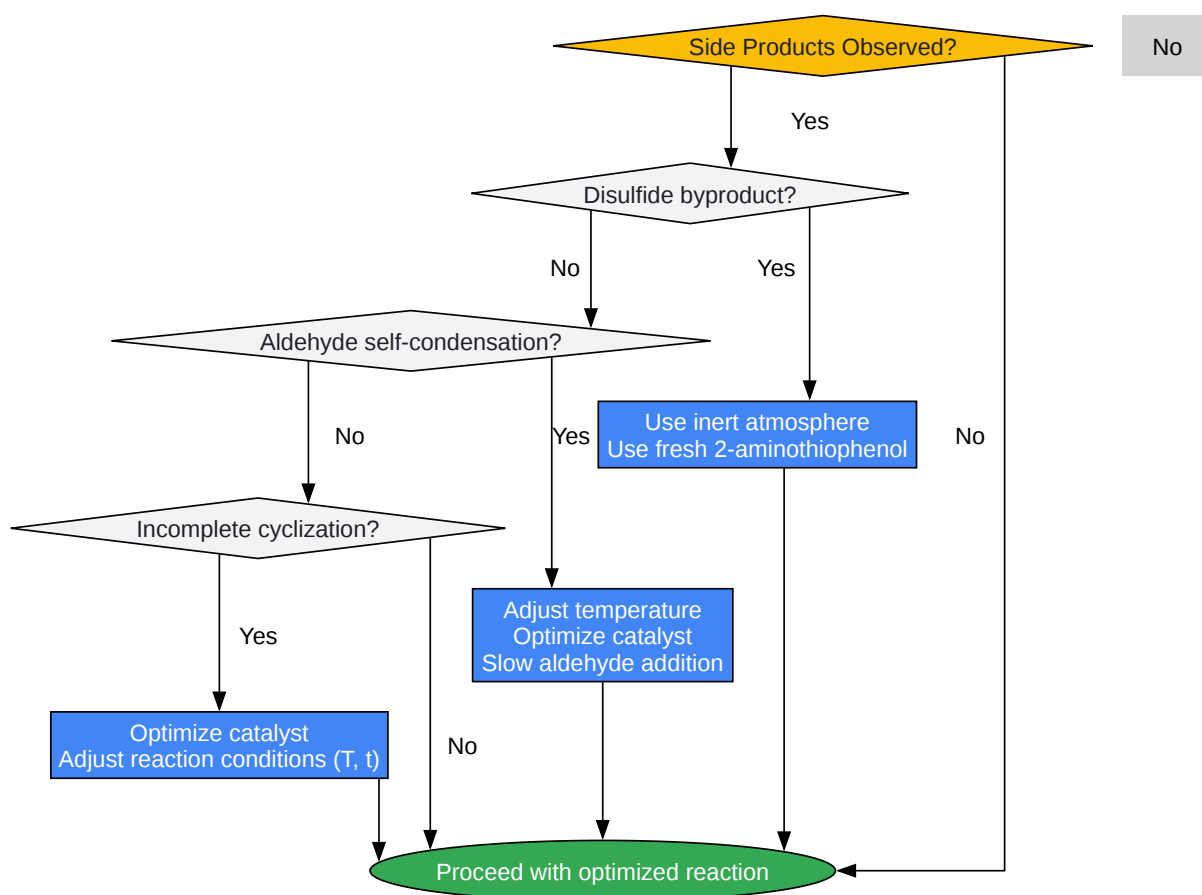 Side Products Observed?
No
Yes
Disulfide byproduct?
No
Yes
Aldehyde self-condensation?
Use inert atmosphere
Use fresh 2-aminothiophenol
No
Yes
No
Incomplete cyclization?
Adjust temperature
Optimize catalyst
Slow aldehyde addition
Yes
Optimize catalyst
Adjust reaction conditions (T, t)
No
Proceed with optimized reaction